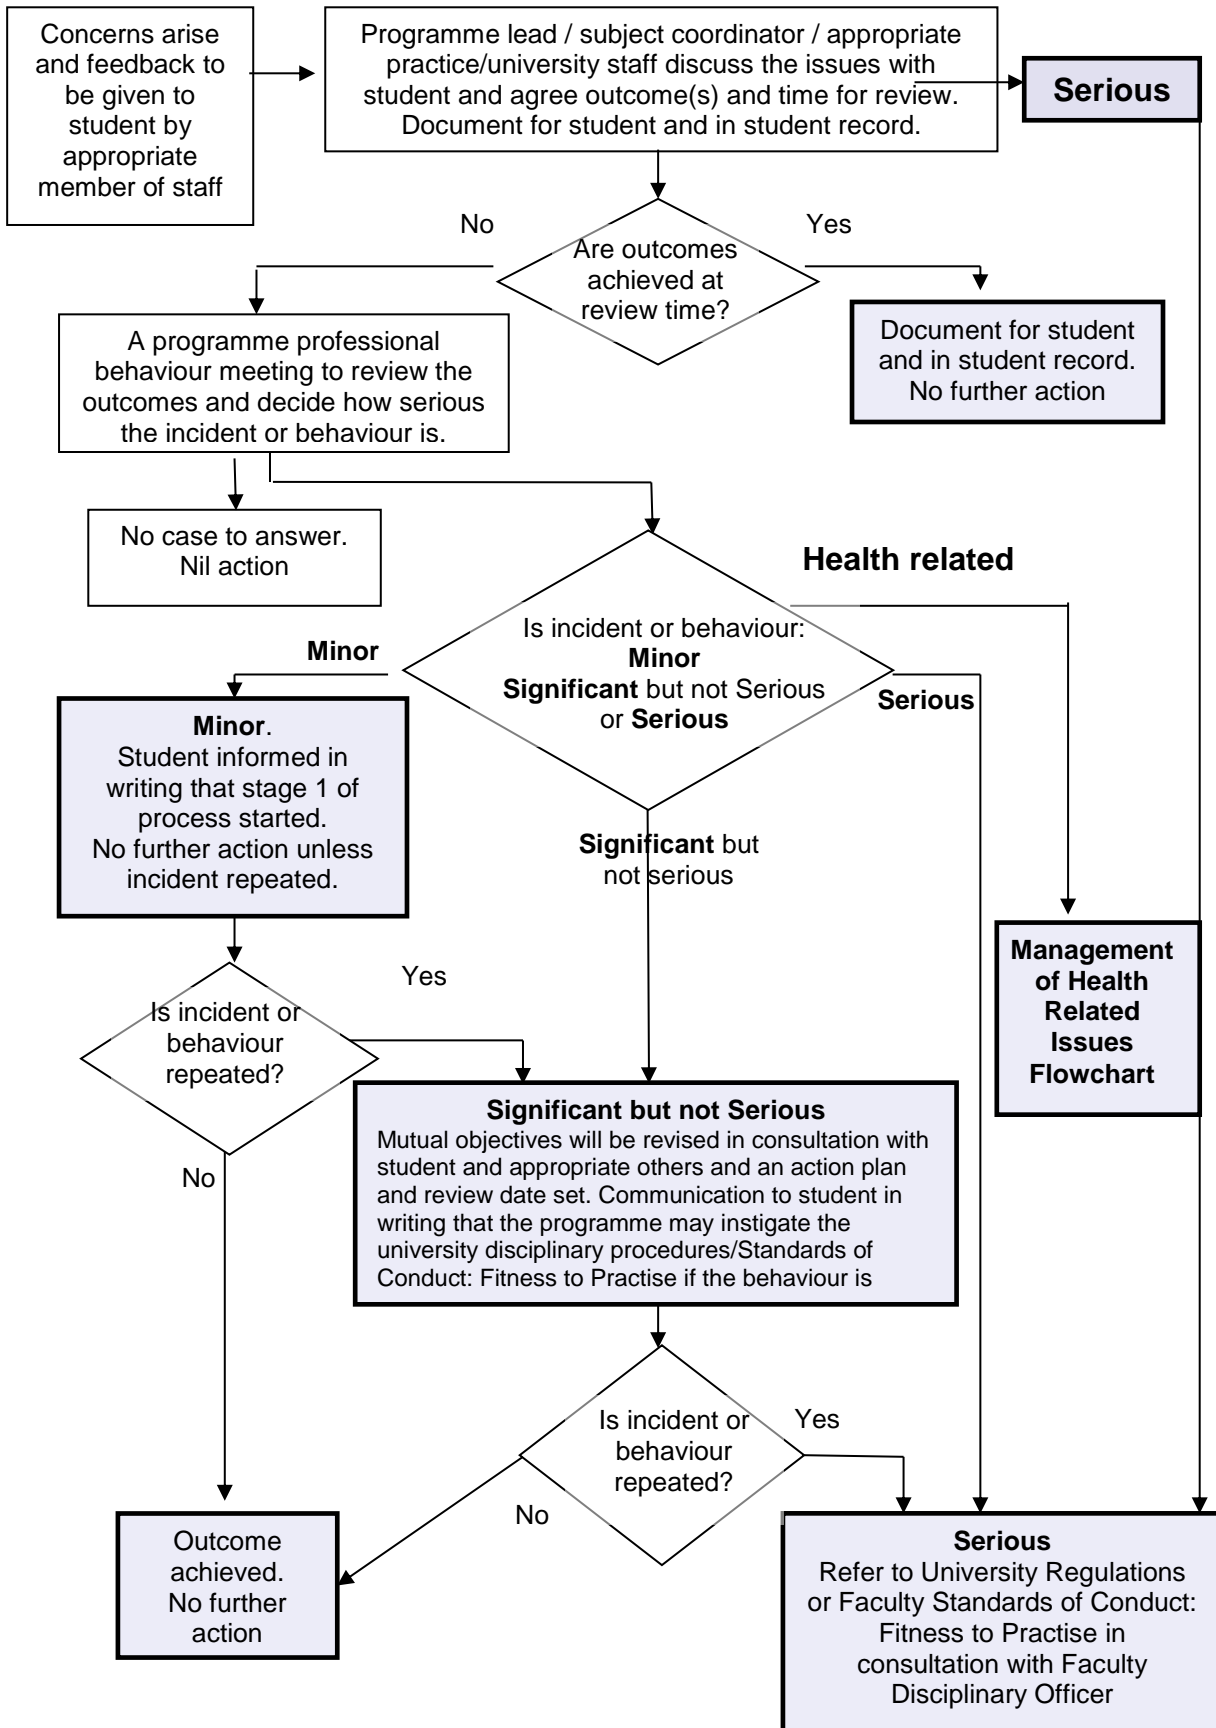 Concerns arise
and feedback to
be given to
student by
appropriate
member of staff
Programme lead / subject coordinator / appropriate
practice/university staff discuss the issues with
student and agree outcome(s) and time for review.
Document for student and in student record.
Serious
No
Yes
Are outcomes
achieved at
review time?
A programme professional
behaviour meeting to review the
outcomes and decide how serious
the incident or behaviour is.
Document for student
and in student record.
No further action
No case to answer.
Nil action
Health related
Is incident or behaviour:
Minor
Significant but not Serious
or Serious
Minor
Serious
Minor.
Student informed in
writing that stage 1 of
process started.
No further action unless
incident repeated.
Significant but
not serious
Management
of Health
Related
Issues
Flowchart
Yes
Is incident or
behaviour
repeated?
No
Significant but not Serious
Mutual objectives will be revised in consultation with
student and appropriate others and an action plan
and review date set. Communication to student in
writing that the programme may instigate the
university disciplinary procedures/Standards of
Conduct: Fitness to Practise if the behaviour is
Is incident or
behaviour
repeated?
Yes
No
Outcome
achieved.
No further
action
Serious
Refer to University Regulations
or Faculty Standards of Conduct:
Fitness to Practise in
consultation with Faculty
Disciplinary Officer